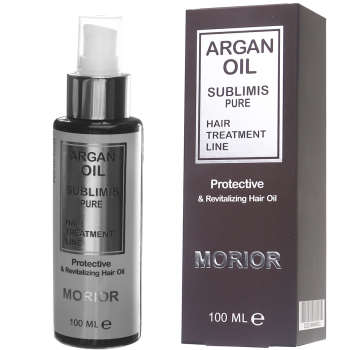 ARGAN
OIL
SUBLIMIS
PURE
HAIR
TREATMENT
LINE
Protective
& Revitalizing Hair Oil
MORIOR
100 ML ℮
ARGAN
OIL
SUBLIMIS
PURE
HAIR
TREATMENT
LINE
Protective
& Revitalizing Hair Oil
MORIOR
100 ML ℮